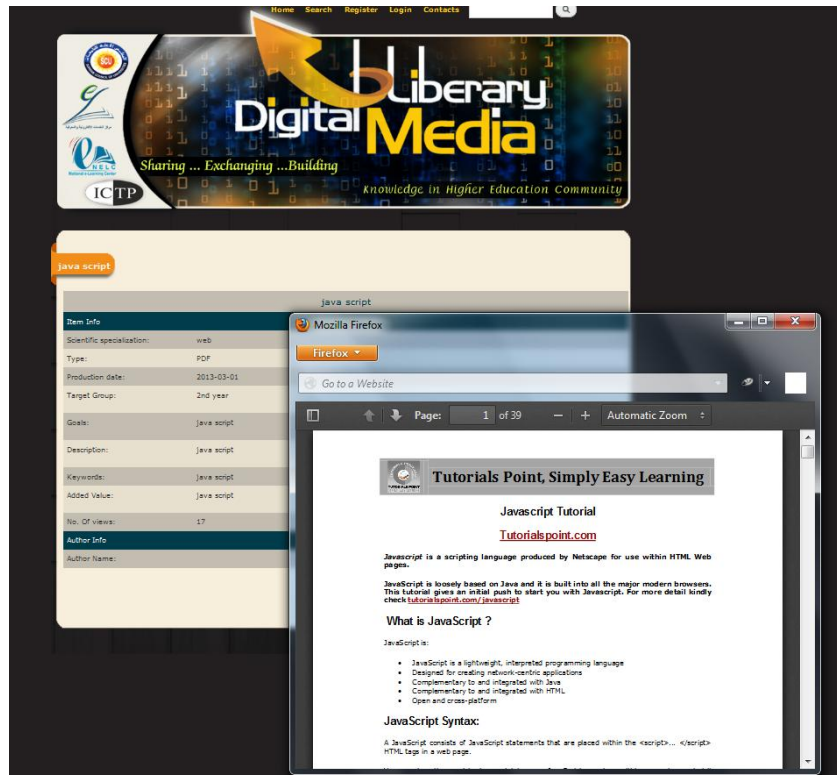 Home Search Register Login Contacts
SCU
NELC
ICTP
Digital Liberary
Media
Sharing ... Exchanging ...Building
Knowledge in Higher Education Community
java script
java script
Item Info
Scientific specialization: web
Type: PDF
Production date: 2013-03-01
Target Group: 2nd year
Goals: java script
Description: java script
Keywords: java script
Added Value: java script
No. Of views: 17
Author Info
Author Name:
Mozilla Firefox
Firefox
Go to a Website
Page: 1 of 39 Automatic Zoom
Tutorials Point, Simply Easy Learning
Javascript Tutorial
Tutorialspoint.com
Javascript is a scripting language produced by Netscape for use within HTML Web
pages.
JavaScript is loosely based on Java and it is built into all the major modern browsers.
This tutorial gives an initial push to start you with Javascript. For more detail kindly
check tutorialspoint.com/javascript
What is JavaScript ?
JavaScript is:
• JavaScript is a lightweight, interpreted programming language
• Designed for creating network-centric applications
• Complementary to and integrated with Java
• Complementary to and integrated with HTML
• Open and cross-platform
JavaScript Syntax:
A JavaScript consists of JavaScript statements that are placed within the <script>... </script>
HTML tags in a web page.